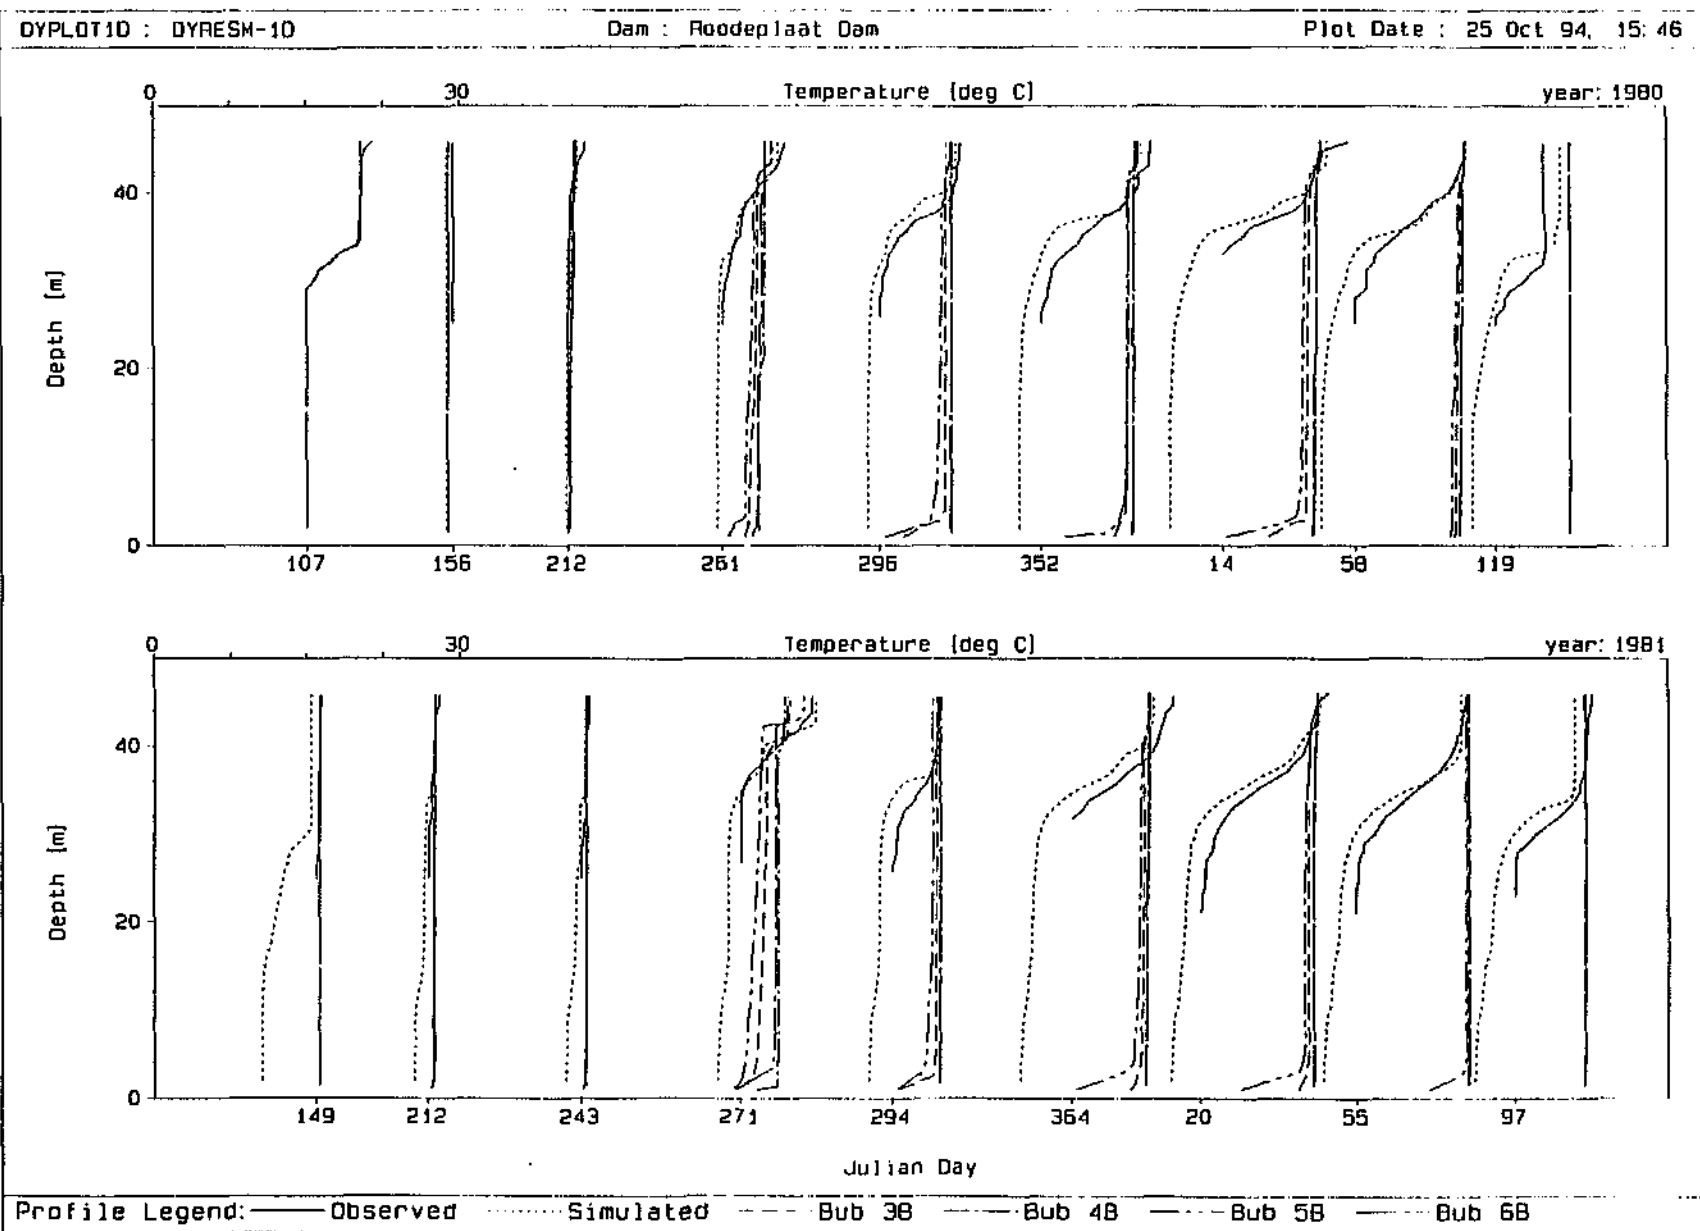 DYPLOT1D : DYRESM-1D Dam : Roodeplaat Dam Plot Date : 25 Oct 94, 15:46
0 30 Temperature [deg C] year: 1980
40
20
0
Depth [m]
107 156 212 261 296 352 14 58 119
0 30 Temperature [deg C] year: 1981
40
20
0
Depth [m]
149 212 243 271 294 364 20 55 97
Julian Day
Profile Legend: Observed Simulated Bub 3B Bub 4B Bub 5B Bub 6B